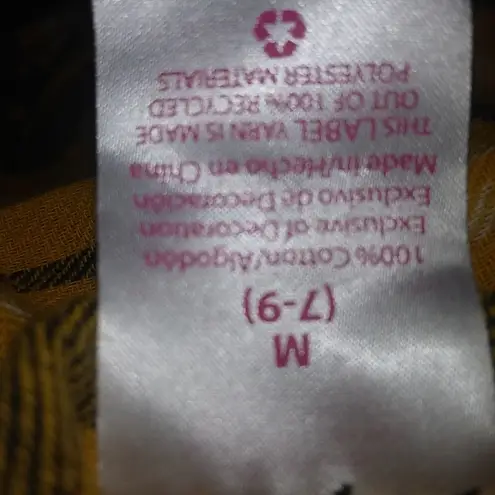 M
(7-9)
100% Cotton/Algodón
Exclusive of Decoration
Exclusivo de Decoración
Made in/Hecho en China
THIS LABEL YARN IS MADE
OUT OF 100% RECYCLED
POLYESTER MATERIALS